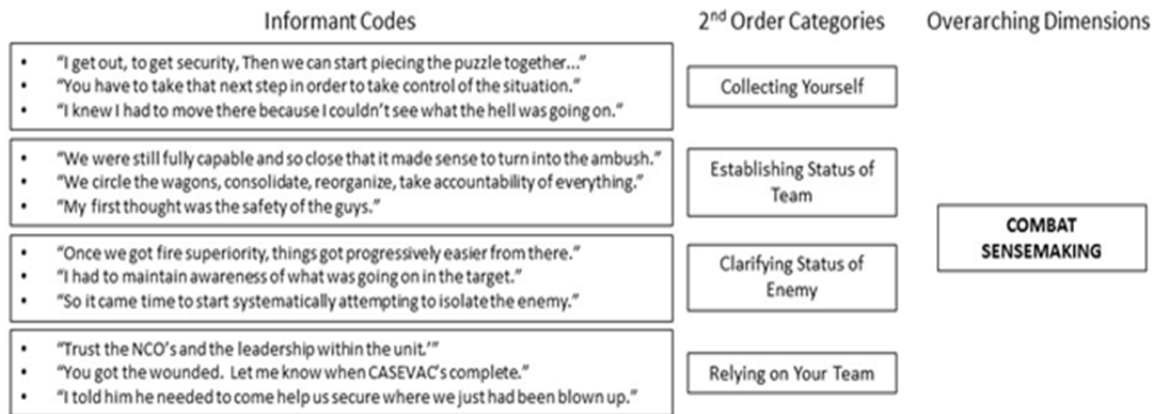 Informant Codes
2nd Order Categories
Overarching Dimensions
• “I get out, to get security, Then we can start piecing the puzzle together...”
• “You have to take that next step in order to take control of the situation.”
• “I knew I had to move there because I couldn’t see what the hell was going on.”
Collecting Yourself
• “We were still fully capable and so close that it made sense to turn into the ambush.”
• “We circle the wagons, consolidate, reorganize, take accountability of everything.”
• “My first thought was the safety of the guys.”
Establishing Status of
Team
• “Once we got fire superiority, things got progressively easier from there.”
• “I had to maintain awareness of what was going on in the target.”
• “So it came time to start systematically attempting to isolate the enemy.”
Clarifying Status of
Enemy
• “Trust the NCO’s and the leadership within the unit.’”
• “You got the wounded. Let me know when CASEVAC’s complete.”
• “I told him he needed to come help us secure where we just had been blown up.”
Relying on Your Team
COMBAT
SENSEMAKING